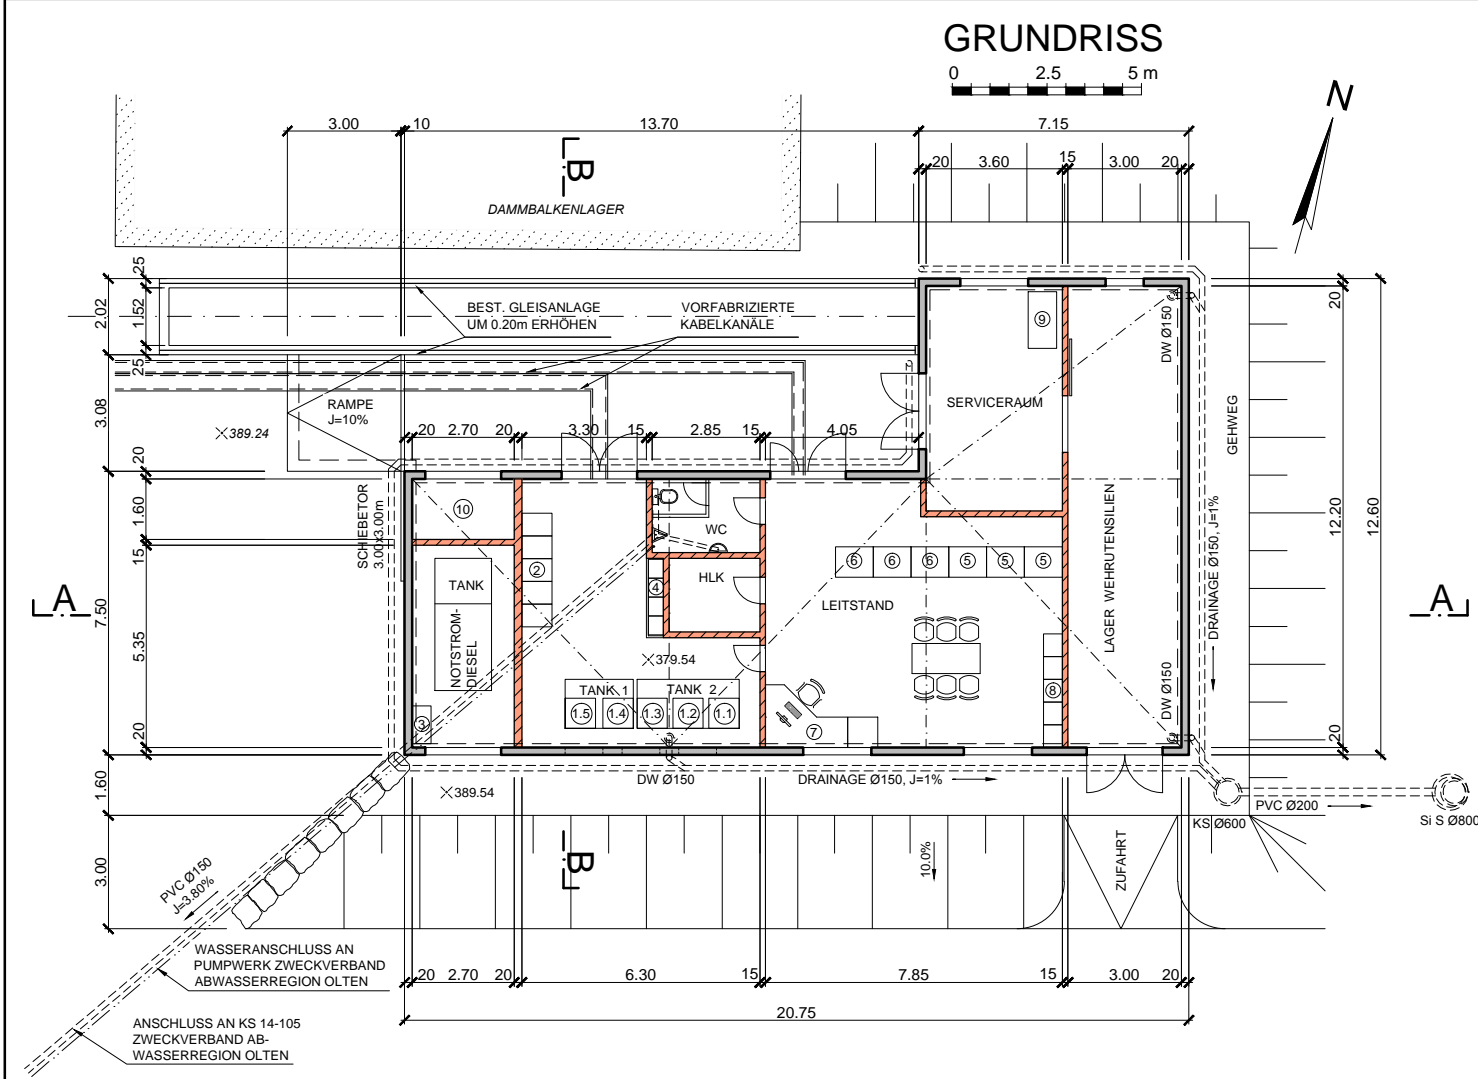 GRUNDRISS
0 2.5 5 m
N
3.00 10 13.70 7.15
20 3.60 15 3.00 20
B
DAMMBALKENLAGER
25
2.02 1.52
25
3.08
20
1.60
15
7.50
5.35
20
1.60
3.00
BEST. GLEISANLAGE
UM 0.20m ERHÖHEN
VORFABRIZIERTE
KABELKANÄLE
RAMPE
J=10%
389.24
20 2.70 20 3.30 15 2.85 15 4.05
SERVICERAUM
9
DW Ø150
GEHWEG
20
12.20
12.60
20
SCHIEBETOR
3.00x3.00m
10
2
WC
HLK
4
TANK
NOTSTROM-
DIESEL
3
6 6 6 5 5 5
LEITSTAND
LAGER WEHRUTENSILIEN
DRAINAGE Ø150, J=1%
A
A
379.54
TANK 1 TANK 2
1.5 1.4 1.3 1.2 1.1
7
8
DW Ø150
DW Ø150
DRAINAGE Ø150, J=1%
389.54
PVC Ø200
KS Ø600
Si S Ø800
B
10.0%
ZUFAHRT
PVC Ø150
J=3.80%
WASSERANSCHLUSS AN
PUMPWERK ZWECKVERBAND
ABWASSERREGION OLTEN
20 2.70 20 6.30 15 7.85 15 3.00 20
20.75
ANSCHLUSS AN KS 14-105
ZWECKVERBAND AB-
WASSERREGION OLTEN